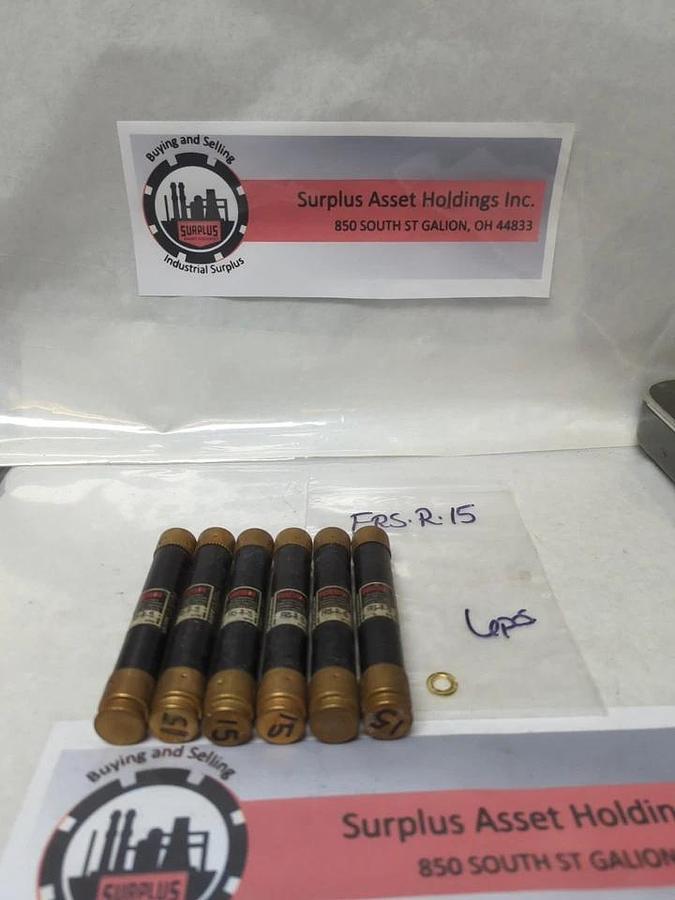 Buying and Selling
SURPLUS
Industrial Surplus
Surplus Asset Holdings Inc.
850 SOUTH ST GALION, OH 44833
FRS.R.15
6pcs
15
15
15
15
Buying and Selling
SURPLUS
Surplus Asset Holdin
850 SOUTH ST GALION